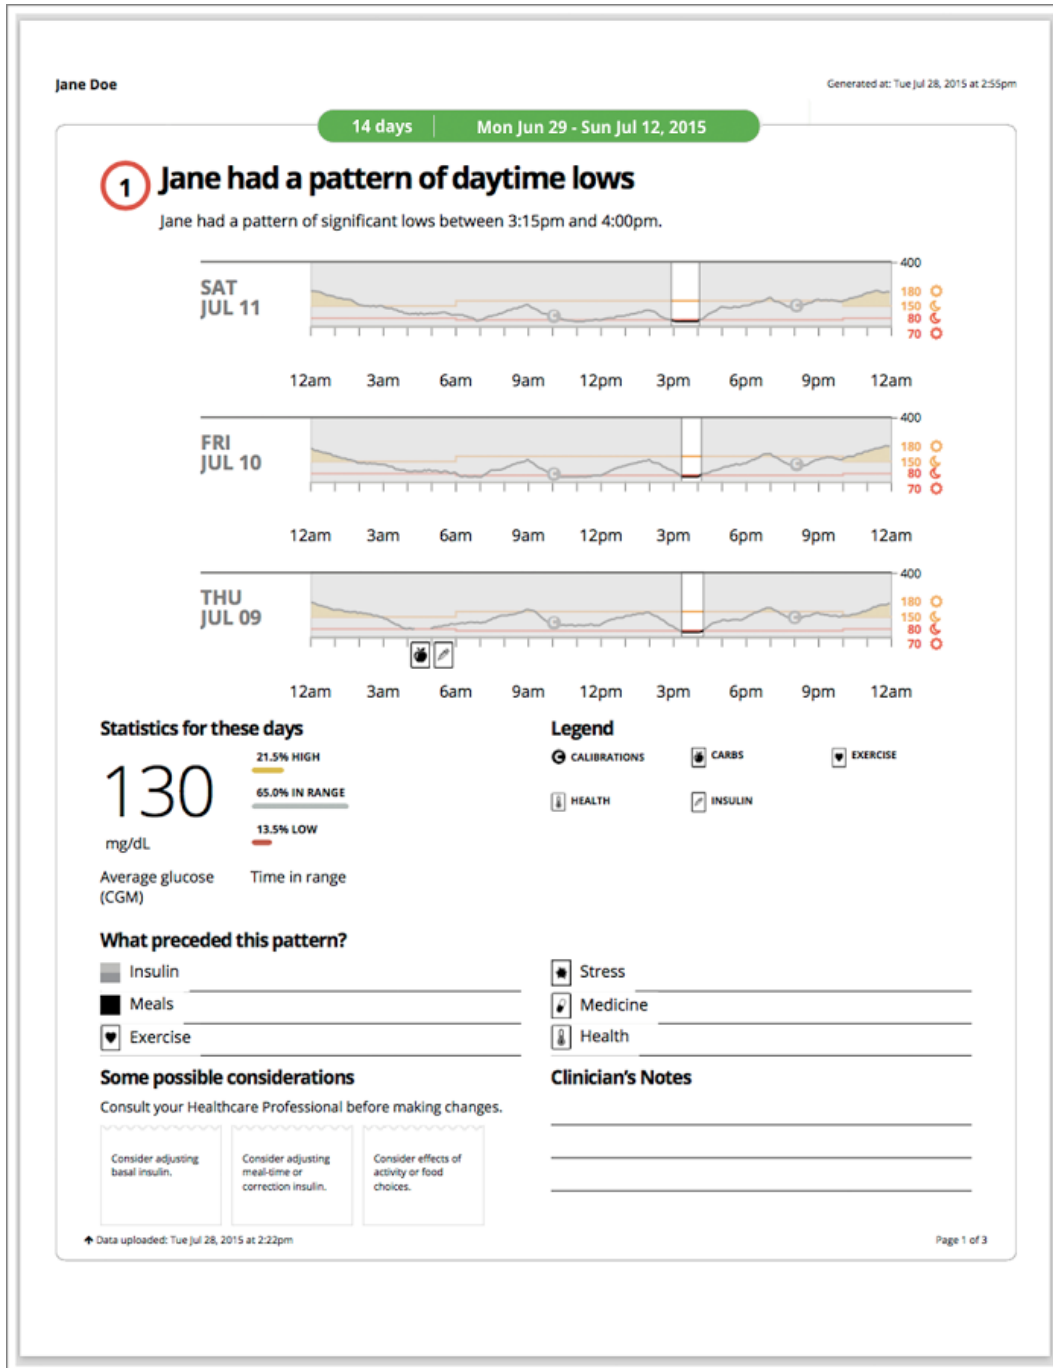 Jane Doe
Generated at: Tue Jul 28, 2015 at 2:55pm
14 days
Mon Jun 29 - Sun Jul 12, 2015
1
Jane had a pattern of daytime lows
Jane had a pattern of significant lows between 3:15pm and 4:00pm.
SAT
JUL 11
400
180
150
80
70
12am 3am 6am 9am 12pm 3pm 6pm 9pm 12am
FRI
JUL 10
400
180
150
80
70
12am 3am 6am 9am 12pm 3pm 6pm 9pm 12am
THU
JUL 09
400
180
150
80
70
12am 3am 6am 9am 12pm 3pm 6pm 9pm 12am
Statistics for these days
130
mg/dL
Average glucose
(CGM)
21.5% HIGH
65.0% IN RANGE
13.5% LOW
Time in range
Legend
C CALIBRATIONS
CARBS
EXERCISE
HEALTH
INSULIN
What preceded this pattern?
Insulin
Meals
Exercise
Stress
Medicine
Health
Some possible considerations
Consult your Healthcare Professional before making changes.
Consider adjusting
basal insulin.
Consider adjusting
meal-time or
correction insulin.
Consider effects of
activity or food
choices.
Clinician's Notes
Data uploaded: Tue Jul 28, 2015 at 2:22pm
Page 1 of 3